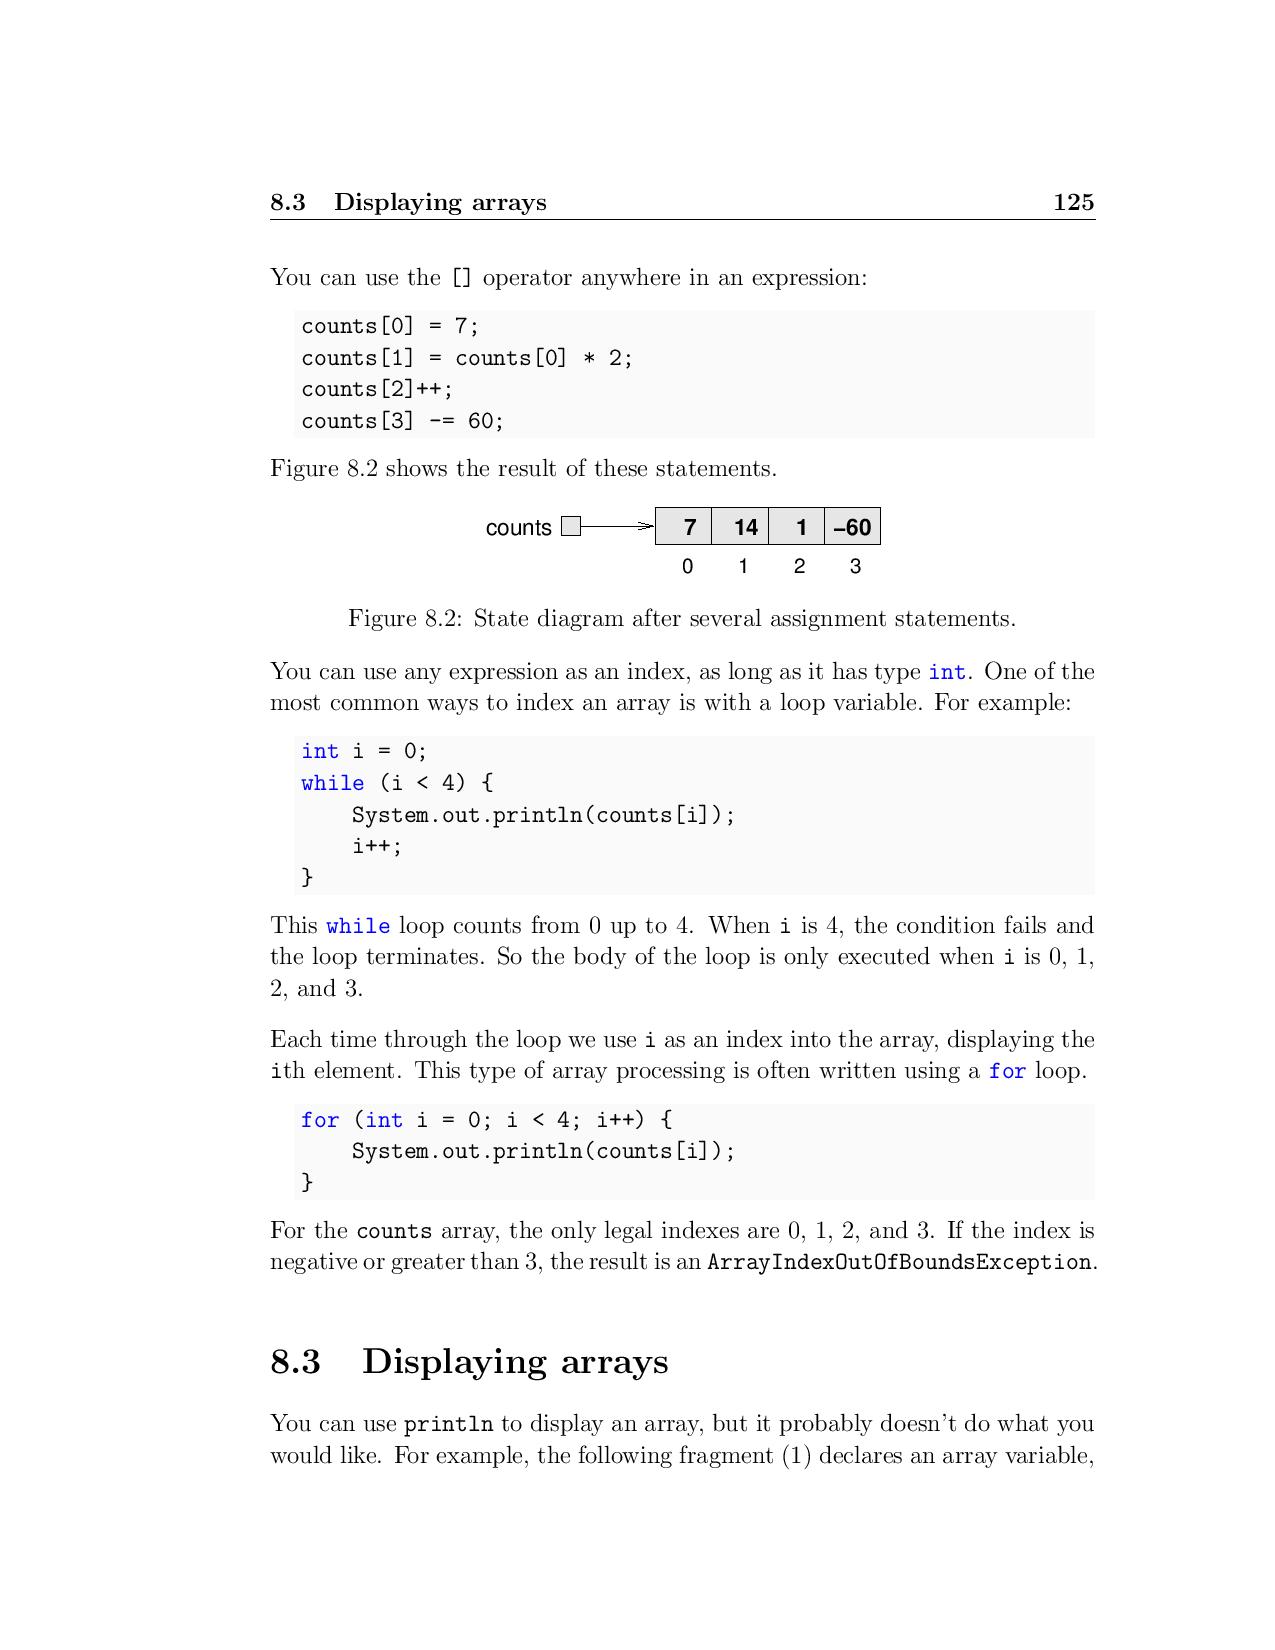 8.3 Displaying arrays 125
You can use the [] operator anywhere in an expression:
counts[0] = 7;
counts[1] = counts[0] * 2;
counts[2]++;
counts[3] -= 60;
Figure 8.2 shows the result of these statements.
counts 7 14 1 –60
0 1 2 3
Figure 8.2: State diagram after several assignment statements.
You can use any expression as an index, as long as it has type int. One of the
most common ways to index an array is with a loop variable. For example:
int i = 0;
while (i < 4) {
    System.out.println(counts[i]);
    i++;
}
This while loop counts from 0 up to 4. When i is 4, the condition fails and
the loop terminates. So the body of the loop is only executed when i is 0, 1,
2, and 3.
Each time through the loop we use i as an index into the array, displaying the
ith element. This type of array processing is often written using a for loop.
for (int i = 0; i < 4; i++) {
    System.out.println(counts[i]);
}
For the counts array, the only legal indexes are 0, 1, 2, and 3. If the index is
negative or greater than 3, the result is an ArrayIndexOutOfBoundsException.
8.3 Displaying arrays
You can use println to display an array, but it probably doesn't do what you
would like. For example, the following fragment (1) declares an array variable,